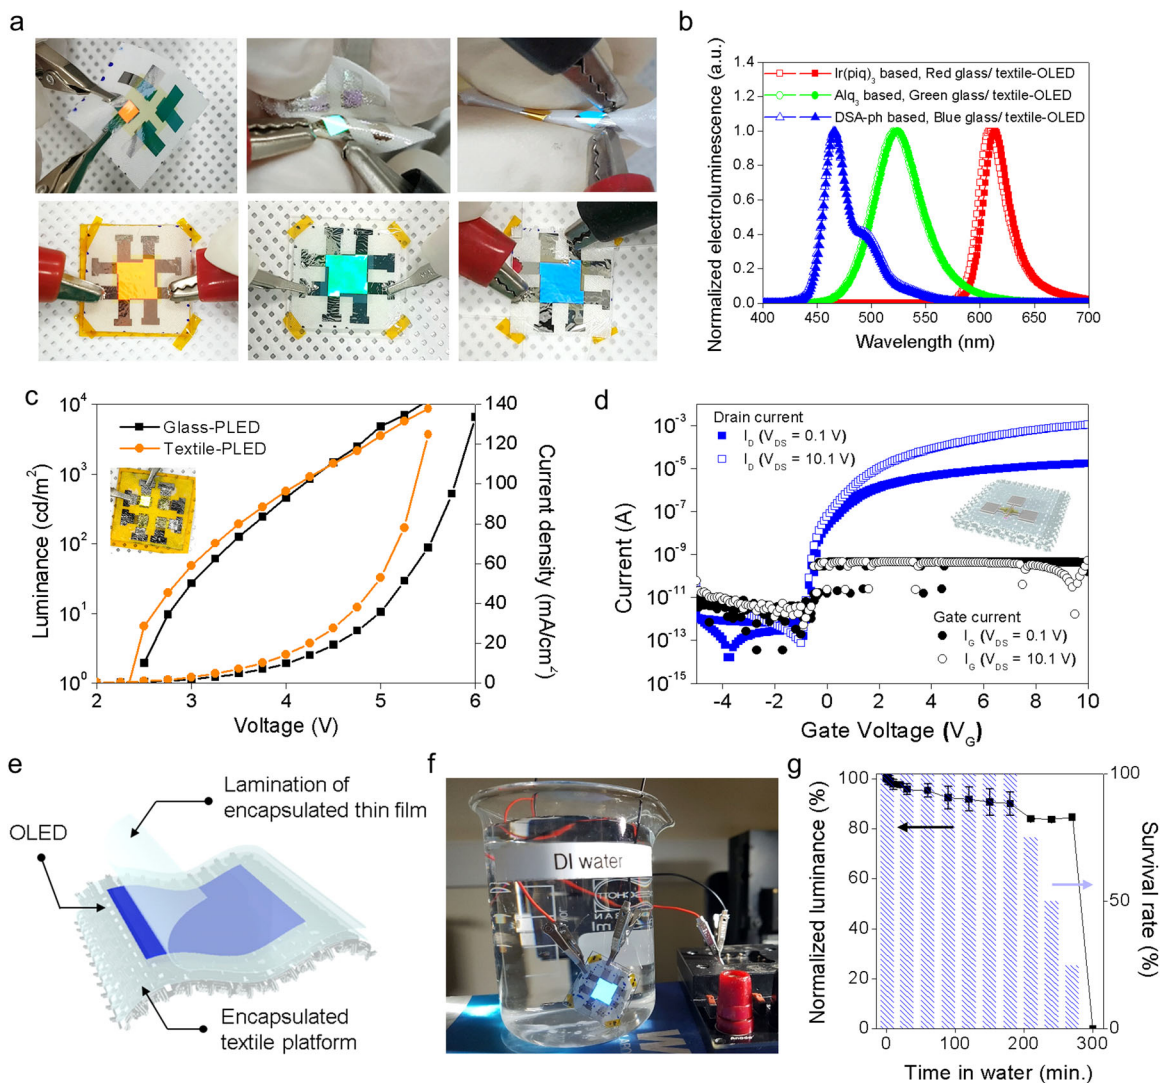 a
b
Normalized electroluminescence (a.u.)
1.4
1.2
1.0
0.8
0.6
0.4
0.2
0.0
Ir(piq)₃ based, Red glass/ textile-OLED
Alq₃ based, Green glass/ textile-OLED
DSA-ph based, Blue glass/ textile-OLED
400 450 500 550 600 650 700
Wavelength (nm)
c
Luminance (cd/m²)
10⁴
10³
10²
10¹
10⁰
Glass-PLED
Textile-PLED
140
120
100
80
60
40
20
0
Current density (mA/cm²)
2 3 4 5 6
Voltage (V)
d
Current (A)
10⁻³
10⁻⁵
10⁻⁷
10⁻⁹
10⁻¹¹
10⁻¹³
10⁻¹⁵
Drain current
I_D (V_DS = 0.1 V)
I_D (V_DS = 10.1 V)
Gate current
I_G (V_DS = 0.1 V)
I_G (V_DS = 10.1 V)
-4 -2 0 2 4 6 8 10
Gate Voltage (V_G)
e
Lamination of
encapsulated thin film
OLED
Encapsulated
textile platform
f
DI water
g
Normalized luminance (%)
100
80
60
40
20
0
100
50
0
Survival rate (%)
0 100 200 300
Time in water (min.)